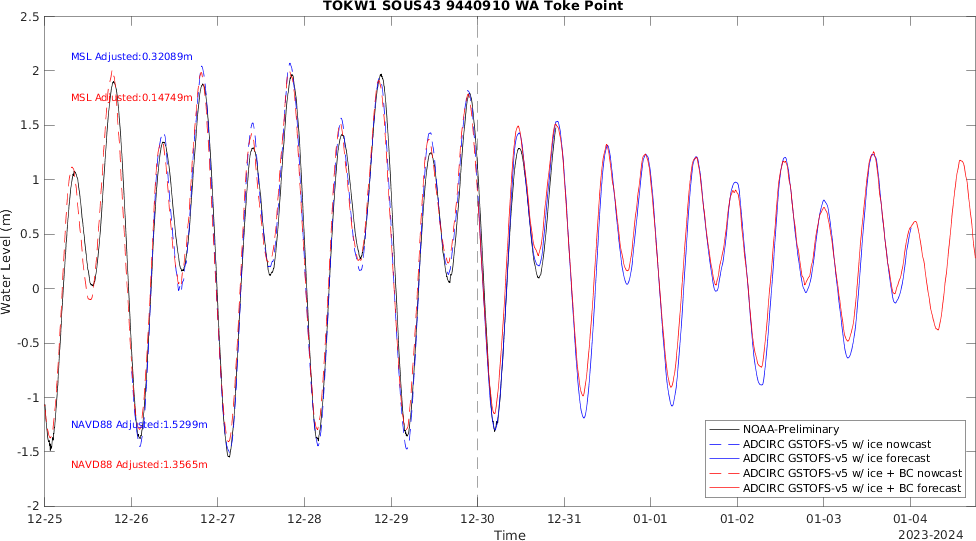 TOKW1 SOUS43 9440910 WA Toke Point
2.5
2
1.5
1
0.5
0
-0.5
-1
-1.5
-2
Water Level (m)
MSL Adjusted:0.32089m
MSL Adjusted:0.14749m
NAVD88 Adjusted:1.5299m
NAVD88 Adjusted:1.3565m
NOAA-Preliminary
ADCIRC GSTOFS-v5 w/ ice nowcast
ADCIRC GSTOFS-v5 w/ ice forecast
ADCIRC GSTOFS-v5 w/ ice + BC nowcast
ADCIRC GSTOFS-v5 w/ ice + BC forecast
12-25 12-26 12-27 12-28 12-29 12-30 12-31 01-01 01-02 01-03 01-04
Time
2023-2024